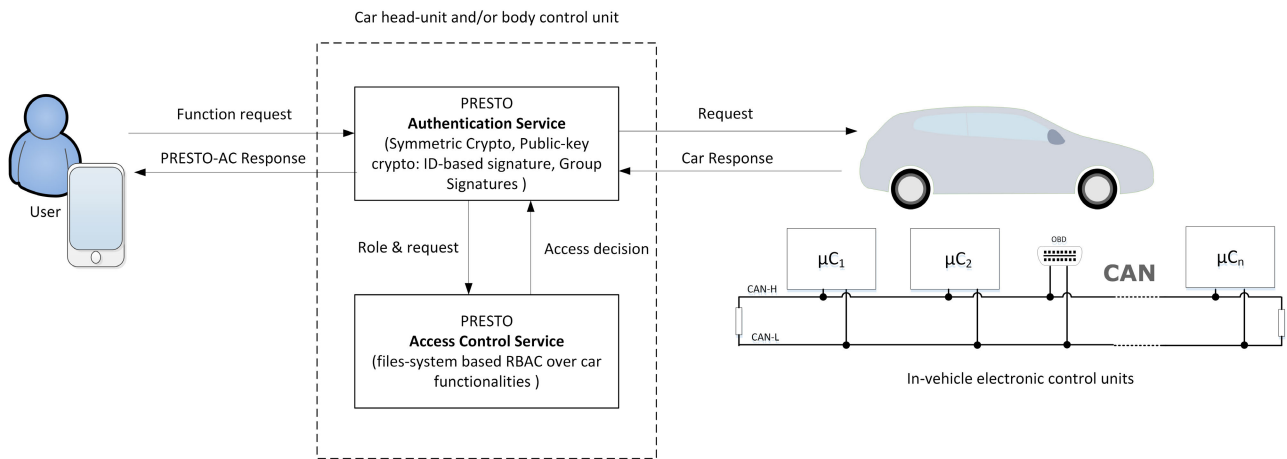 Car head-unit and/or body control unit
Function request
PRESTO-AC Response
User
PRESTO
Authentication Service
(Symmetric Crypto, Public-key
crypto: ID-based signature, Group
Signatures )
Request
Car Response
Role & request
Access decision
PRESTO
Access Control Service
(files-system based RBAC over car
functionalities )
µC1
µC2
OBD
CAN
µCn
CAN-H
CAN-L
In-vehicle electronic control units